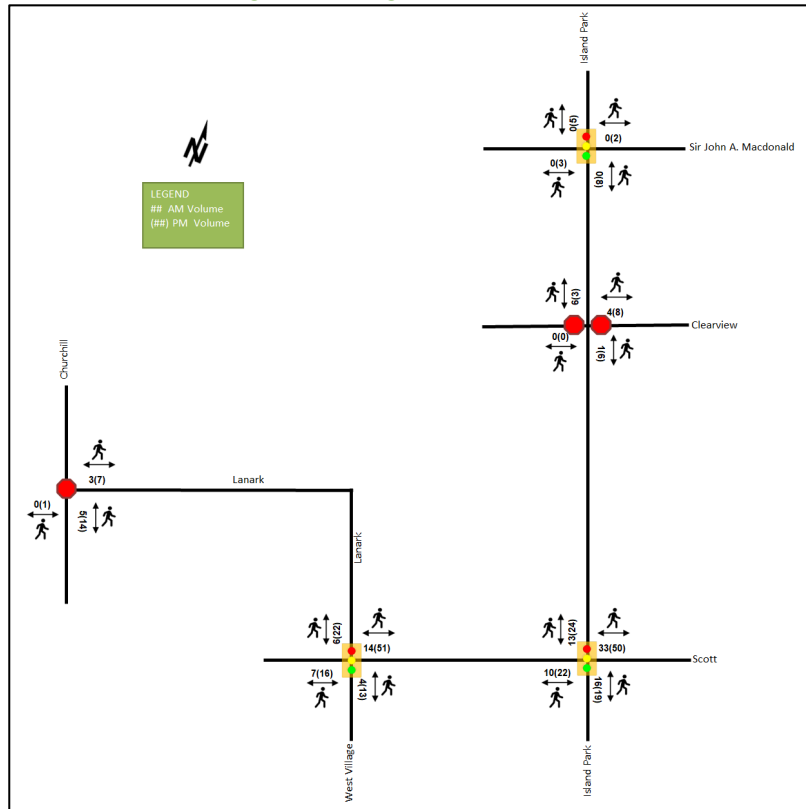 Island Park
0(5)
0(2)
Sir John A. Macdonald
0(3)
0(8)
N
LEGEND
## AM Volume
(##) PM Volume
6(3)
4(8)
Clearview
0(0)
1(6)
Churchill
3(7)
Lanark
0(1)
5(14)
Lanark
6(22)
14(51)
13(24)
33(50)
Scott
7(16)
4(13)
10(22)
16(19)
West Village
Island Park